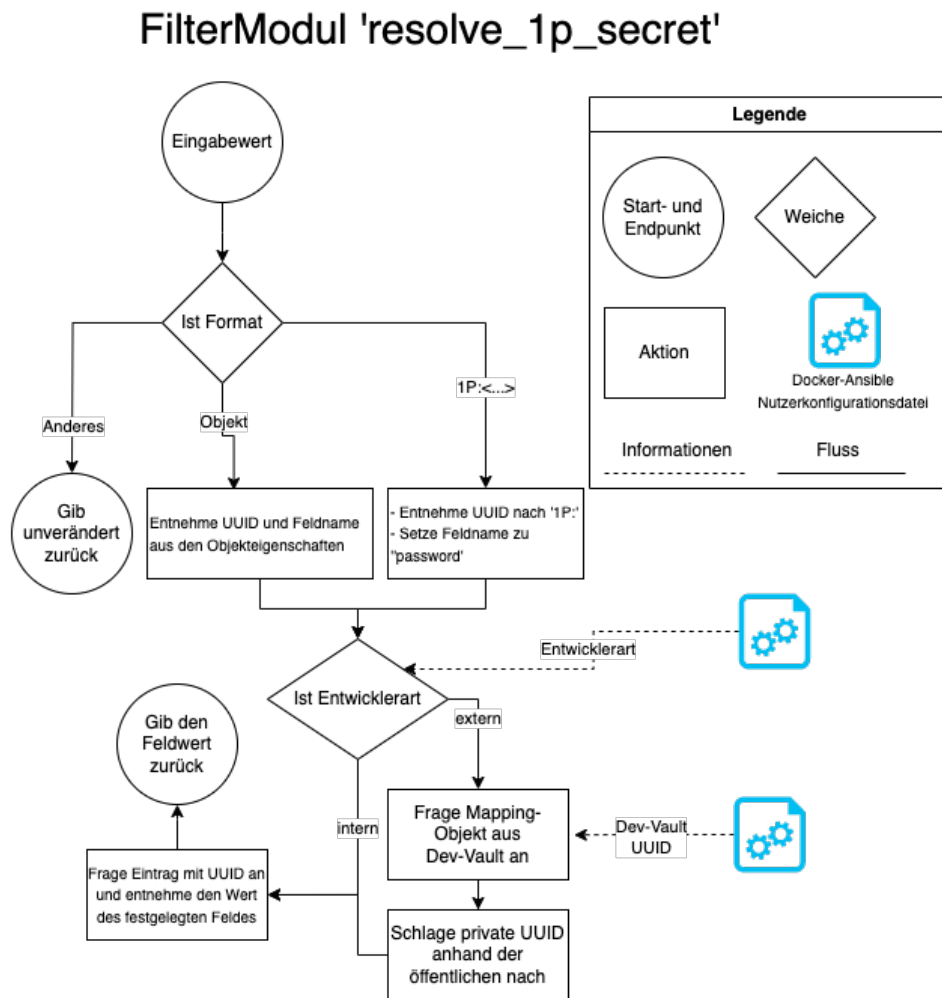 FilterModul 'resolve_1p_secret'
Eingabewert
Legende
Start- und
Endpunkt
Weiche
Aktion
Docker-Ansible
Nutzerkonfigurationsdatei
Informationen
Fluss
Ist Format
1P:<...>
Objekt
Anderes
Gib
unverändert
zurück
Entnehme UUID und Feldname
aus den Objekteigenschaften
- Entnehme UUID nach '1P:'
- Setze Feldname zu
"password'
Entwicklerart
Ist Entwicklerart
extern
Gib den
Feldwert
zurück
intern
Frage Mapping-
Objekt aus
Dev-Vault an
Dev-Vault
UUID
Frage Eintrag mit UUID an
und entnehme den Wert
des festgelegten Feldes
Schlage private UUID
anhand der
öffentlichen nach